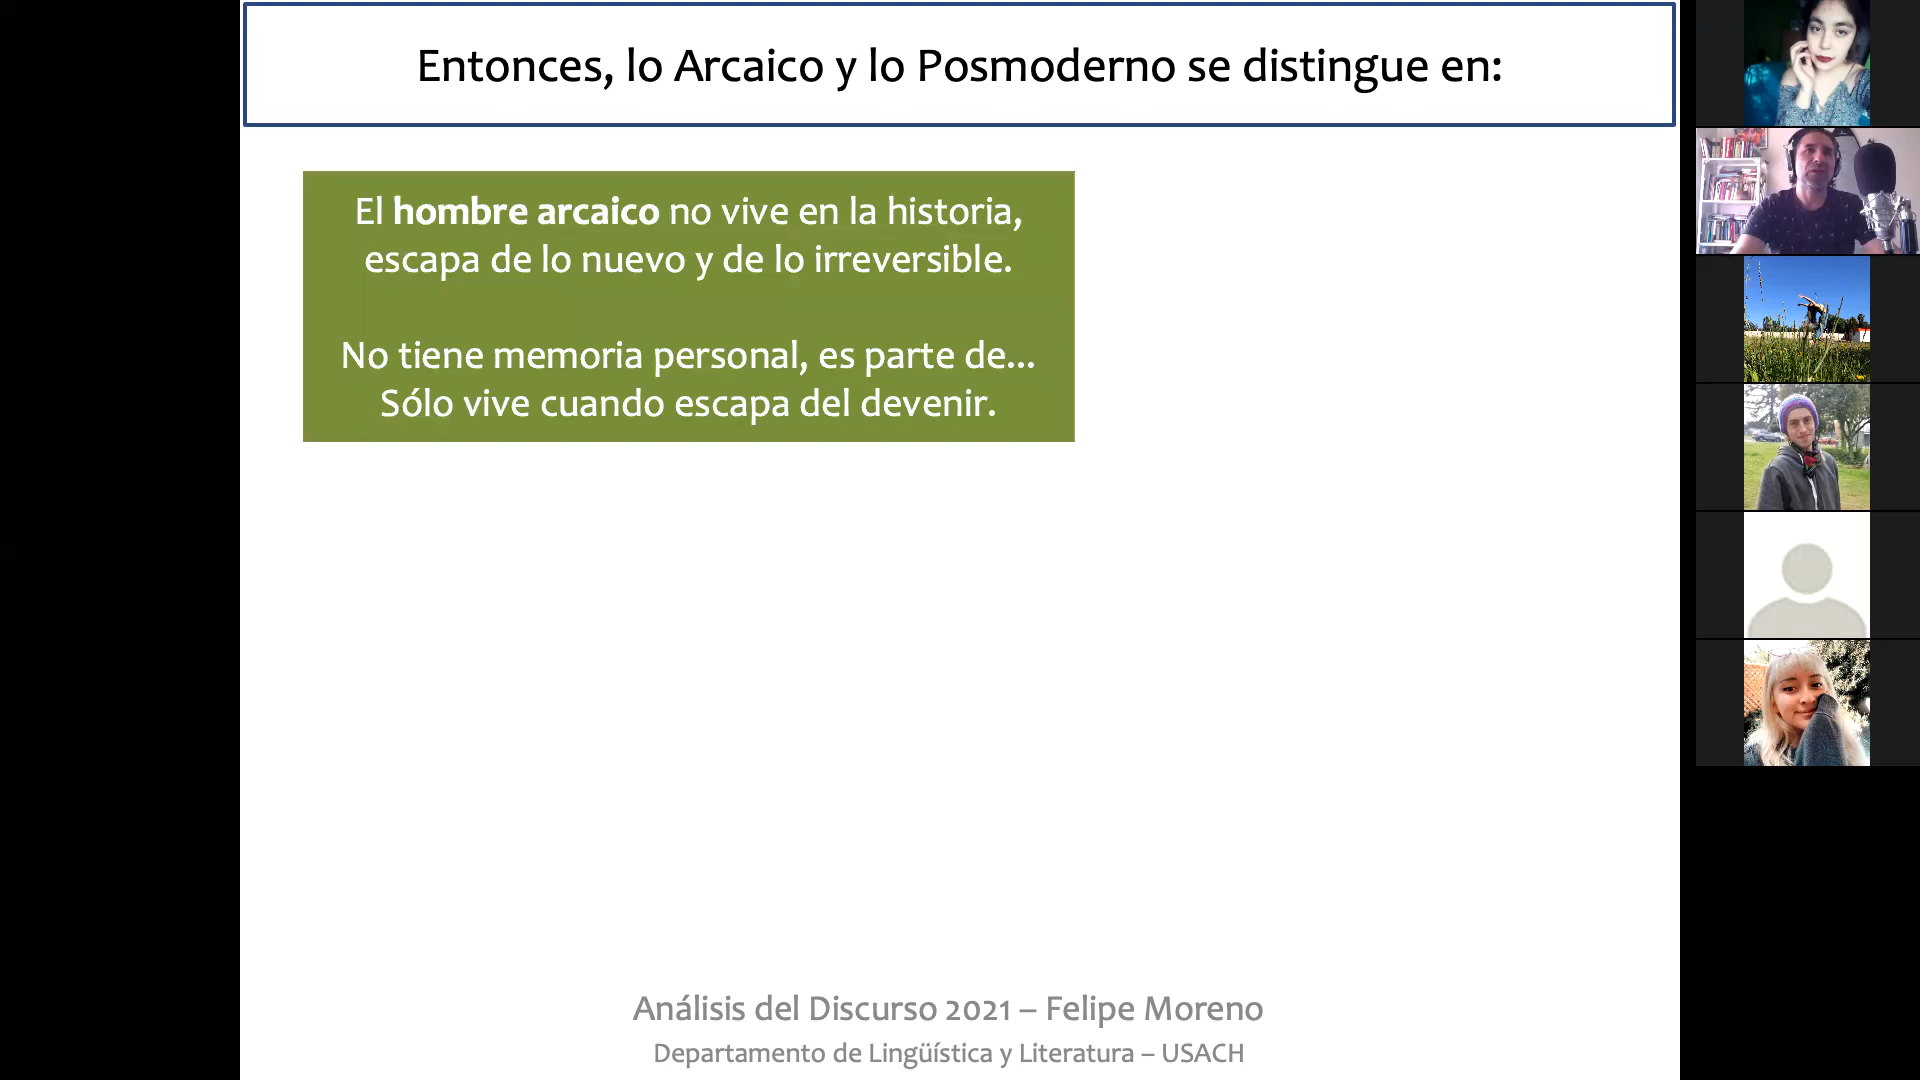 Entonces, lo Arcaico y lo Posmoderno se distingue en:
El hombre arcaico no vive en la historia,
escapa de lo nuevo y de lo irreversible.
No tiene memoria personal, es parte de...
Sólo vive cuando escapa del devenir.
Análisis del Discurso 2021 – Felipe Moreno
Departamento de Lingüística y Literatura – USACH